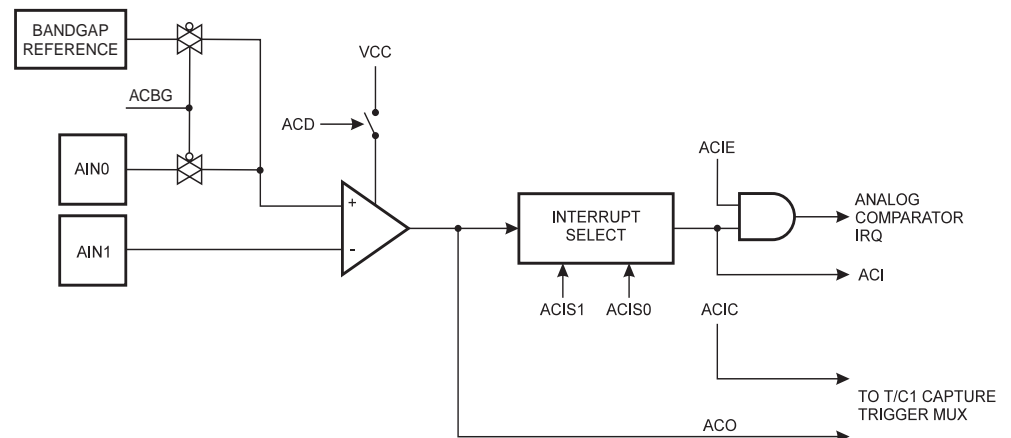 BANDGAP
REFERENCE
VCC
ACBG
ACD
ACIE
AIN0
+
INTERRUPT
SELECT
ANALOG
COMPARATOR
IRQ
AIN1
-
ACI
ACIS1
ACIS0
ACIC
TO T/C1 CAPTURE
TRIGGER MUX
ACO